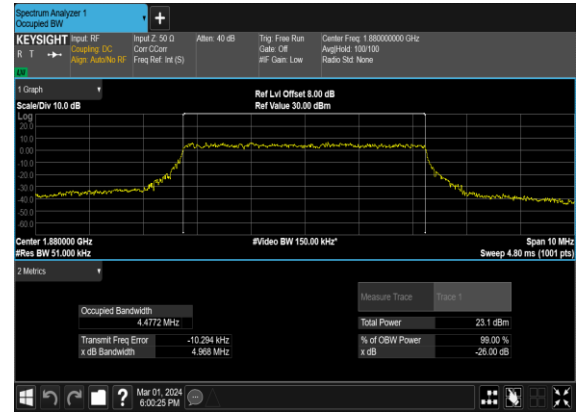 Spectrum Analyzer 1
Occupied BW
+
KEYSIGHT Input: RF Input Z: 50 Ω Atten: 40 dB Trig: Free Run Center Freq: 1.880000000 GHz
R T Coupling: DC Corr CCorr Gate: Off Avg|Hold: 100/100
Align: Auto/No RF Freq Ref: Int (S) #IF Gain: Low Radio Std: None
LW
1 Graph Ref Lvl Offset 8.00 dB
Scale/Div 10.0 dB Ref Value 30.00 dBm
Log
20.0
10.0
0.00
-10.0
-20.0
-30.0
-40.0
-50.0
-60.0
Center 1.880000 GHz #Video BW 150.00 kHz* Span 10 MHz
#Res BW 51.000 kHz Sweep 4.80 ms (1001 pts)
2 Metrics
Measure Trace Trace 1
Occupied Bandwidth
4.4772 MHz Total Power 23.1 dBm
Transmit Freq Error -10.294 kHz % of OBW Power 99.00 %
x dB Bandwidth 4.968 MHz x dB -26.00 dB
?
Mar 01, 2024
6:00:25 PM